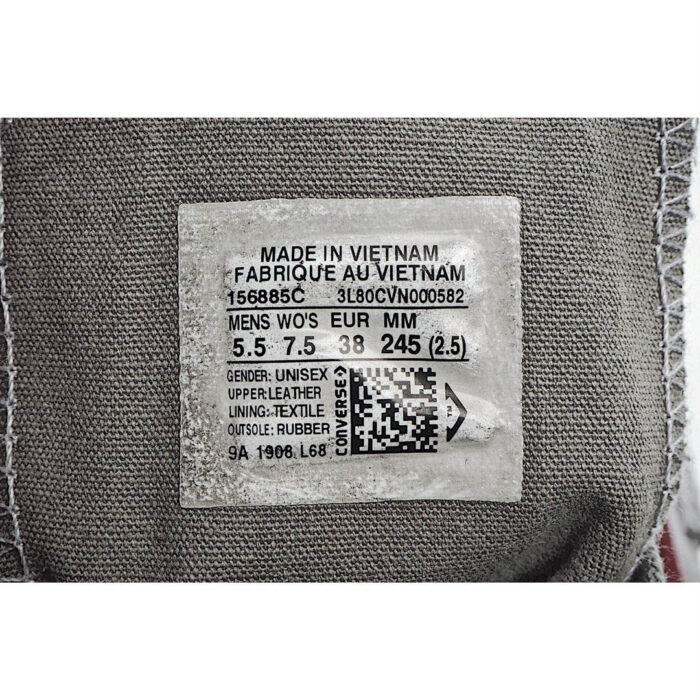 MADE IN VIETNAM
FABRIQUE AU VIETNAM
156885C 3L80CVN000582
MENS WO'S EUR MM
5.5 7.5 38 245 (2.5)
GENDER: UNISEX
UPPER: LEATHER
LINING: TEXTILE
OUTSOLE: RUBBER
9A 1908 L68
CONVERSE
TM